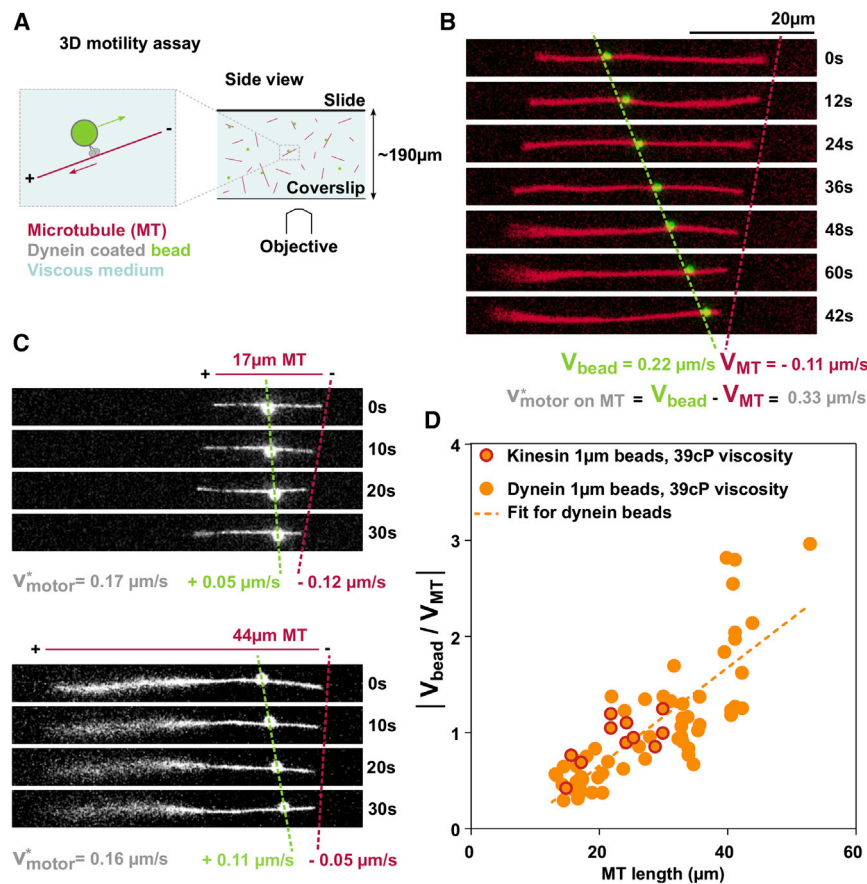 A
3D motility assay
Side view
Slide
-
+
~190µm
Coverslip
Objective
Microtubule (MT)
Dynein coated bead
Viscous medium
B
20µm
0s
12s
24s
36s
48s
60s
42s
Vbead = 0.22 µm/s VMT = - 0.11 µm/s
V*motor on MT = Vbead - VMT = 0.33 µm/s
C
17µm MT
+ -
0s
10s
20s
30s
V*motor = 0.17 µm/s + 0.05 µm/s - 0.12 µm/s
44µm MT
+ -
0s
10s
20s
30s
V*motor = 0.16 µm/s + 0.11 µm/s - 0.05 µm/s
D
Kinesin 1µm beads, 39cP viscosity
Dynein 1µm beads, 39cP viscosity
Fit for dynein beads
|Vbead / VMT|
4
3
2
1
0
0 20 40 60
MT length (µm)